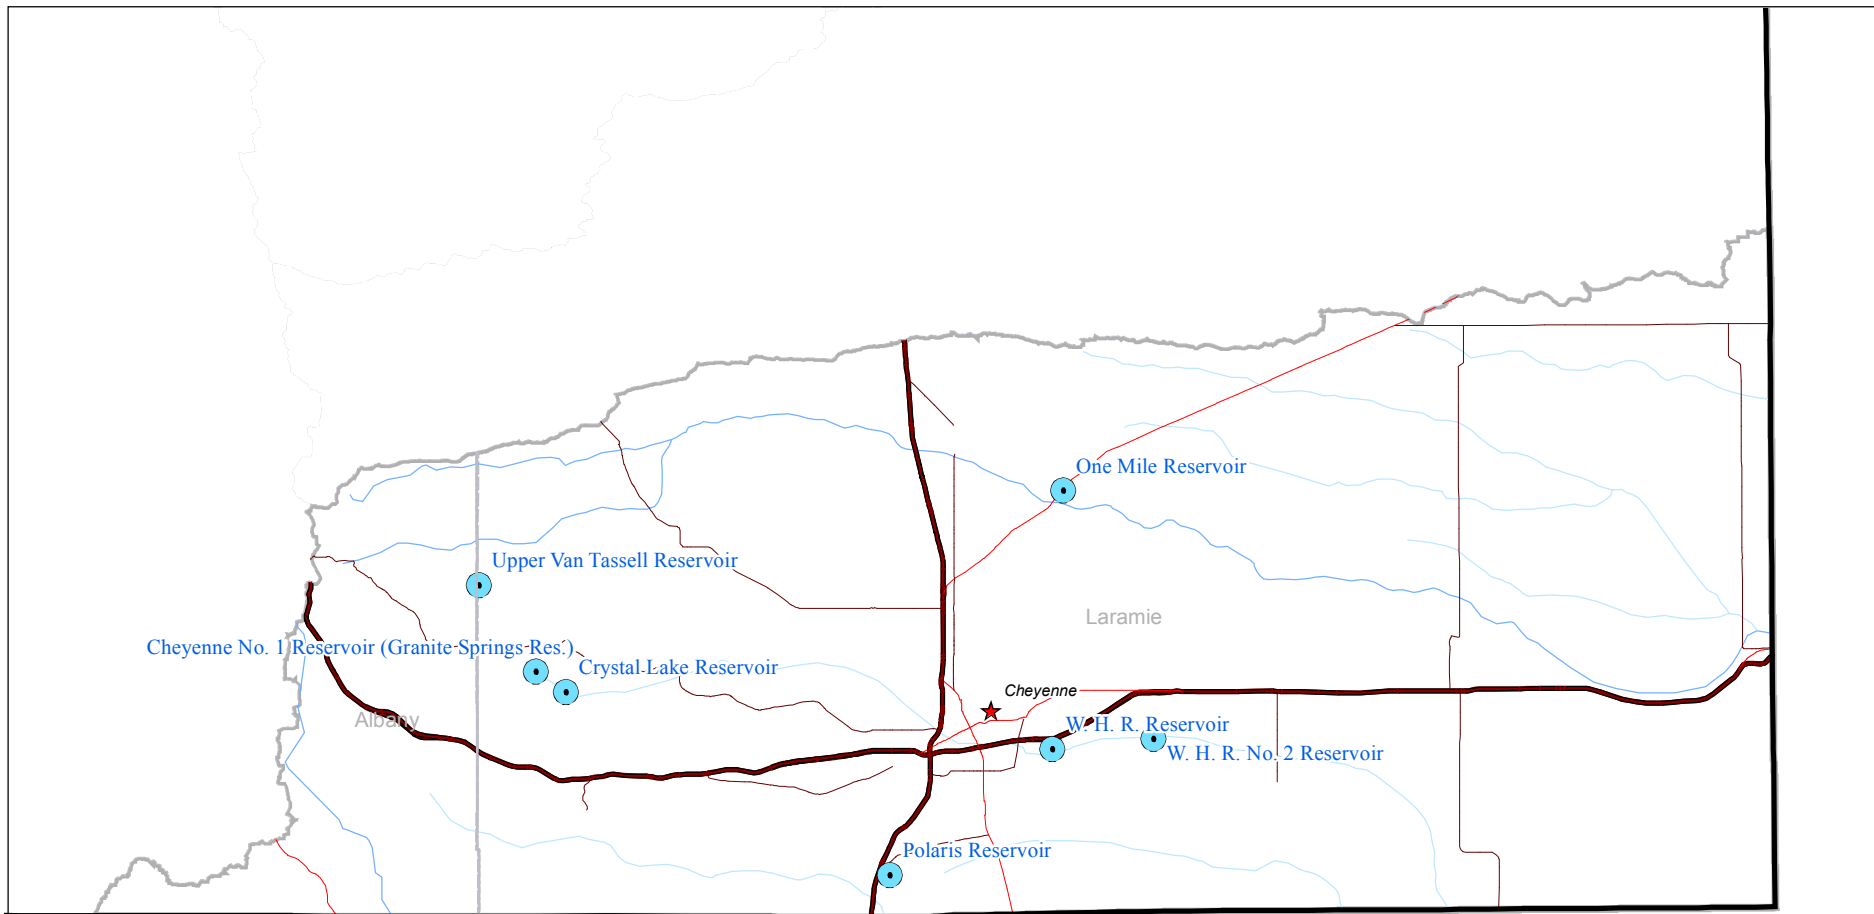 One Mile Reservoir
Upper Van Tassell Reservoir
Laramie
Cheyenne No. 1 Reservoir (Granite Springs Res.)
Crystal Lake Reservoir
Cheyenne
Albany
W. H. R. Reservoir
W. H. R. No. 2 Reservoir
Polaris Reservoir